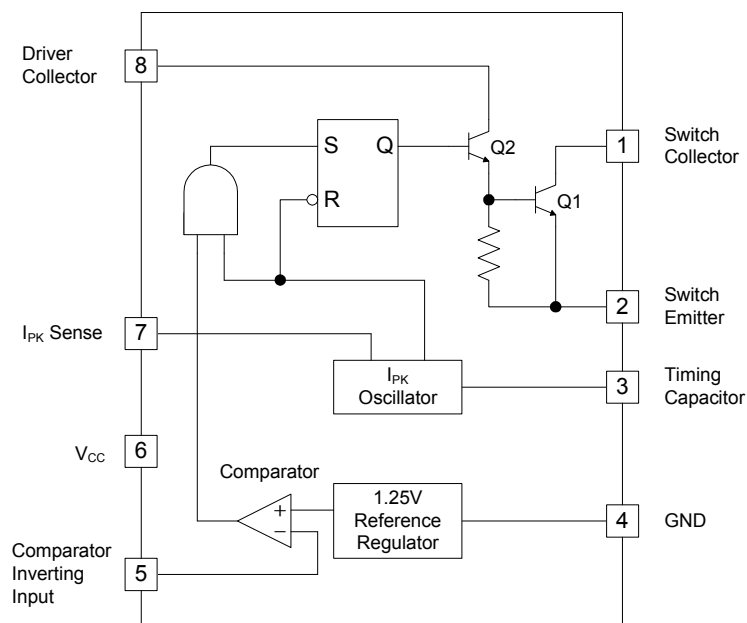 Driver
Collector
8
S Q
Q2
R
1
Switch
Collector
Q1
2
Switch
Emitter
IPK Sense
7
IPK
Oscillator
3
Timing
Capacitor
VCC
6
Comparator
+
−
1.25V
Reference
Regulator
4
GND
Comparator
Inverting
Input
5